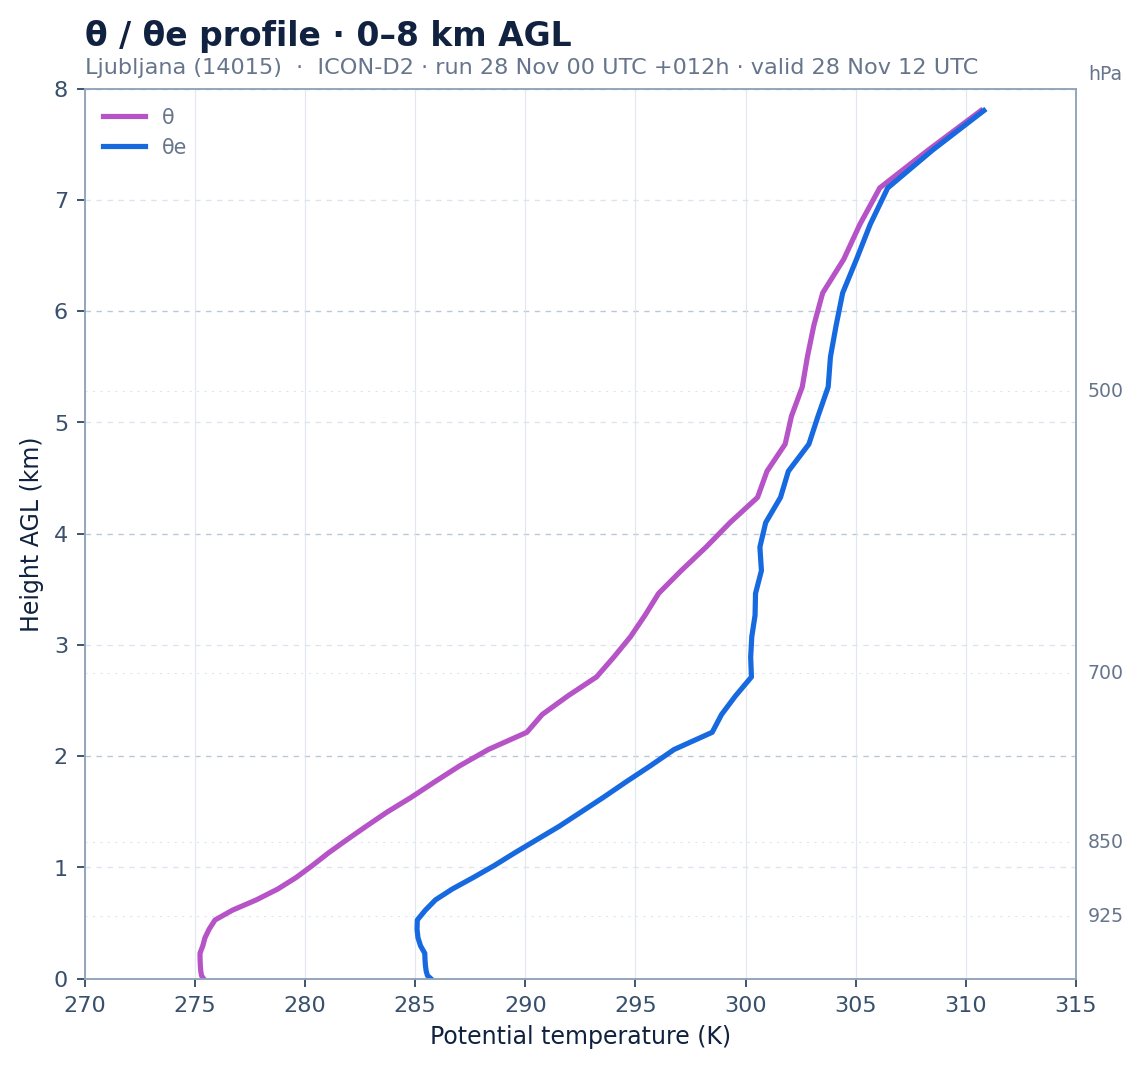 θ / θe profile · 0–8 km AGL
Ljubljana (14015)  ·  ICON-D2 · run 28 Nov 00 UTC +012h · valid 28 Nov 12 UTC
hPa
θ
θe
8
7
6
5
4
3
2
1
0
500
700
850
925
Height AGL (km)
270 275 280 285 290 295 300 305 310 315
Potential temperature (K)